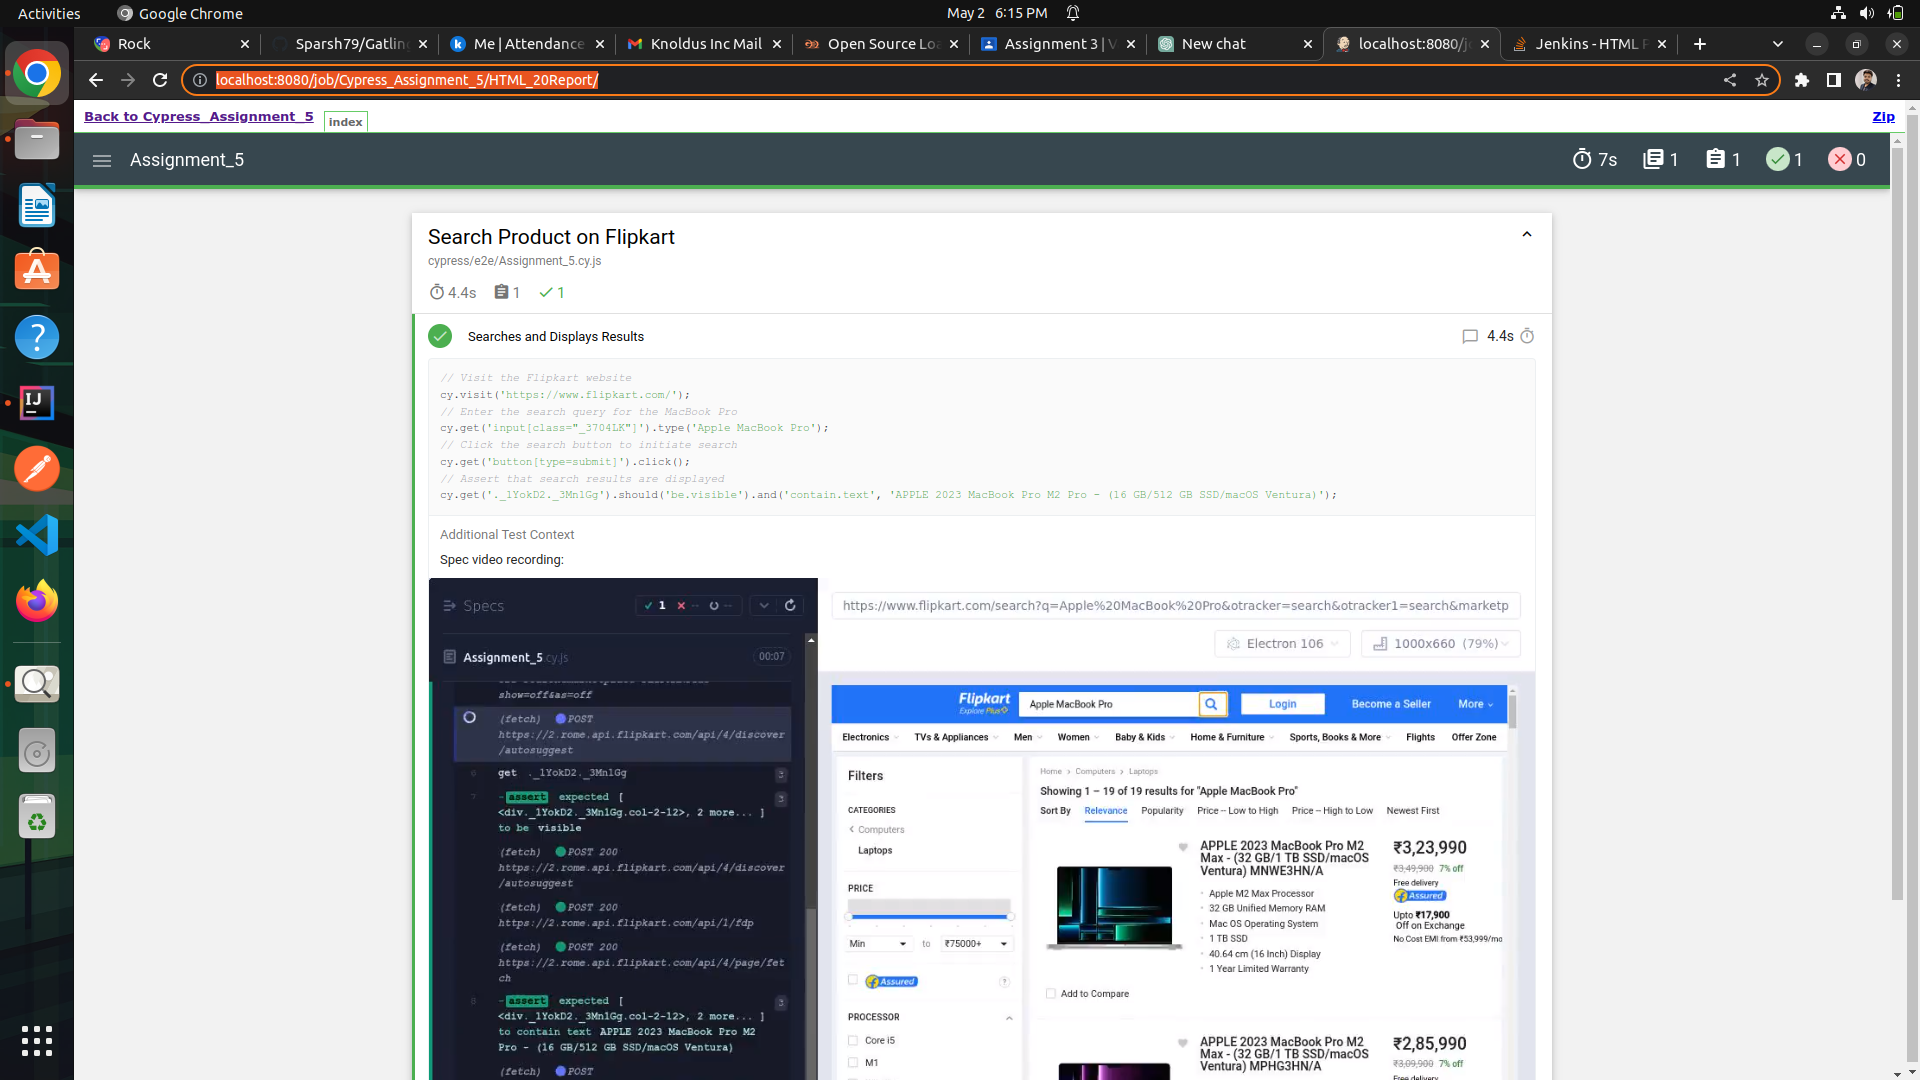 Activities
Google Chrome
May 2 6:15 PM
Rock
Sparsh79/Gatlin
Me | Attendance
Knoldus Inc Mail
Open Source Loa
Assignment 3 | V
New chat
localhost:8080/j
Jenkins - HTML P
localhost:8080/job/Cypress_Assignment_5/HTML_20Report/
Back to Cypress_Assignment_5
index
Zip
Assignment_5
7s
1
1
1
0
Search Product on Flipkart
cypress/e2e/Assignment_5.cy.js
4.4s
1
1
Searches and Displays Results
4.4s
// Visit the Flipkart website
cy.visit('https://www.flipkart.com/');
// Enter the search query for the MacBook Pro
cy.get('input[class="_3704LK"]').type('Apple MacBook Pro');
// Click the search button to initiate search
cy.get('button[type=submit]').click();
// Assert that search results are displayed
cy.get('._1YokD2._3Mn1Gg').should('be.visible').and('contain.text', 'APPLE 2023 MacBook Pro M2 Pro - (16 GB/512 GB SSD/macOS Ventura)');
Additional Test Context
Spec video recording:
Specs
1
--
--
Assignment_5.cy.js
00:07
show=off&as=off
(fetch) POST
https://2.rome.api.flipkart.com/api/4/discover
/autosuggest
6 get ._1YokD2._3Mn1Gg 3
7 -assert expected [ 3
<div._1YokD2._3Mn1Gg.col-2-12>, 2 more... ]
to be visible
(fetch) POST 200
https://2.rome.api.flipkart.com/api/4/discover
/autosuggest
(fetch) POST 200
https://2.rome.api.flipkart.com/api/1/fdp
(fetch) POST 200
https://2.rome.api.flipkart.com/api/4/page/fet
ch
8 -assert expected [ 3
<div._1YokD2._3Mn1Gg.col-2-12>, 2 more... ]
to contain text APPLE 2023 MacBook Pro M2
Pro - (16 GB/512 GB SSD/macOS Ventura)
(fetch) POST
https://www.flipkart.com/search?q=Apple%20MacBook%20Pro&otracker=search&otracker1=search&marketp
Electron 106
1000x660 (79%)
Flipkart
Explore Plus
Apple MacBook Pro
Login
Become a Seller
More
Electronics
TVs & Appliances
Men
Women
Baby & Kids
Home & Furniture
Sports, Books & More
Flights
Offer Zone
Filters
CATEGORIES
Computers
Laptops
PRICE
Min
to
₹75000+
Assured
?
PROCESSOR
Core i5
M1
Home > Computers > Laptops
Showing 1 – 19 of 19 results for "Apple MacBook Pro"
Sort By Relevance Popularity Price -- Low to High Price -- High to Low Newest First
APPLE 2023 MacBook Pro M2
Max - (32 GB/1 TB SSD/macOS
Ventura) MNWE3HN/A
Apple M2 Max Processor
32 GB Unified Memory RAM
Mac OS Operating System
1 TB SSD
40.64 cm (16 Inch) Display
1 Year Limited Warranty
₹3,23,990
₹3,49,900 7% off
Free delivery
Assured
Upto ₹17,900
Off on Exchange
No Cost EMI from ₹53,999/mo
Add to Compare
APPLE 2023 MacBook Pro M2
Max - (32 GB/1 TB SSD/macOS
Ventura) MPHG3HN/A
₹2,85,990
₹3,09,900 7% off
Free delivery